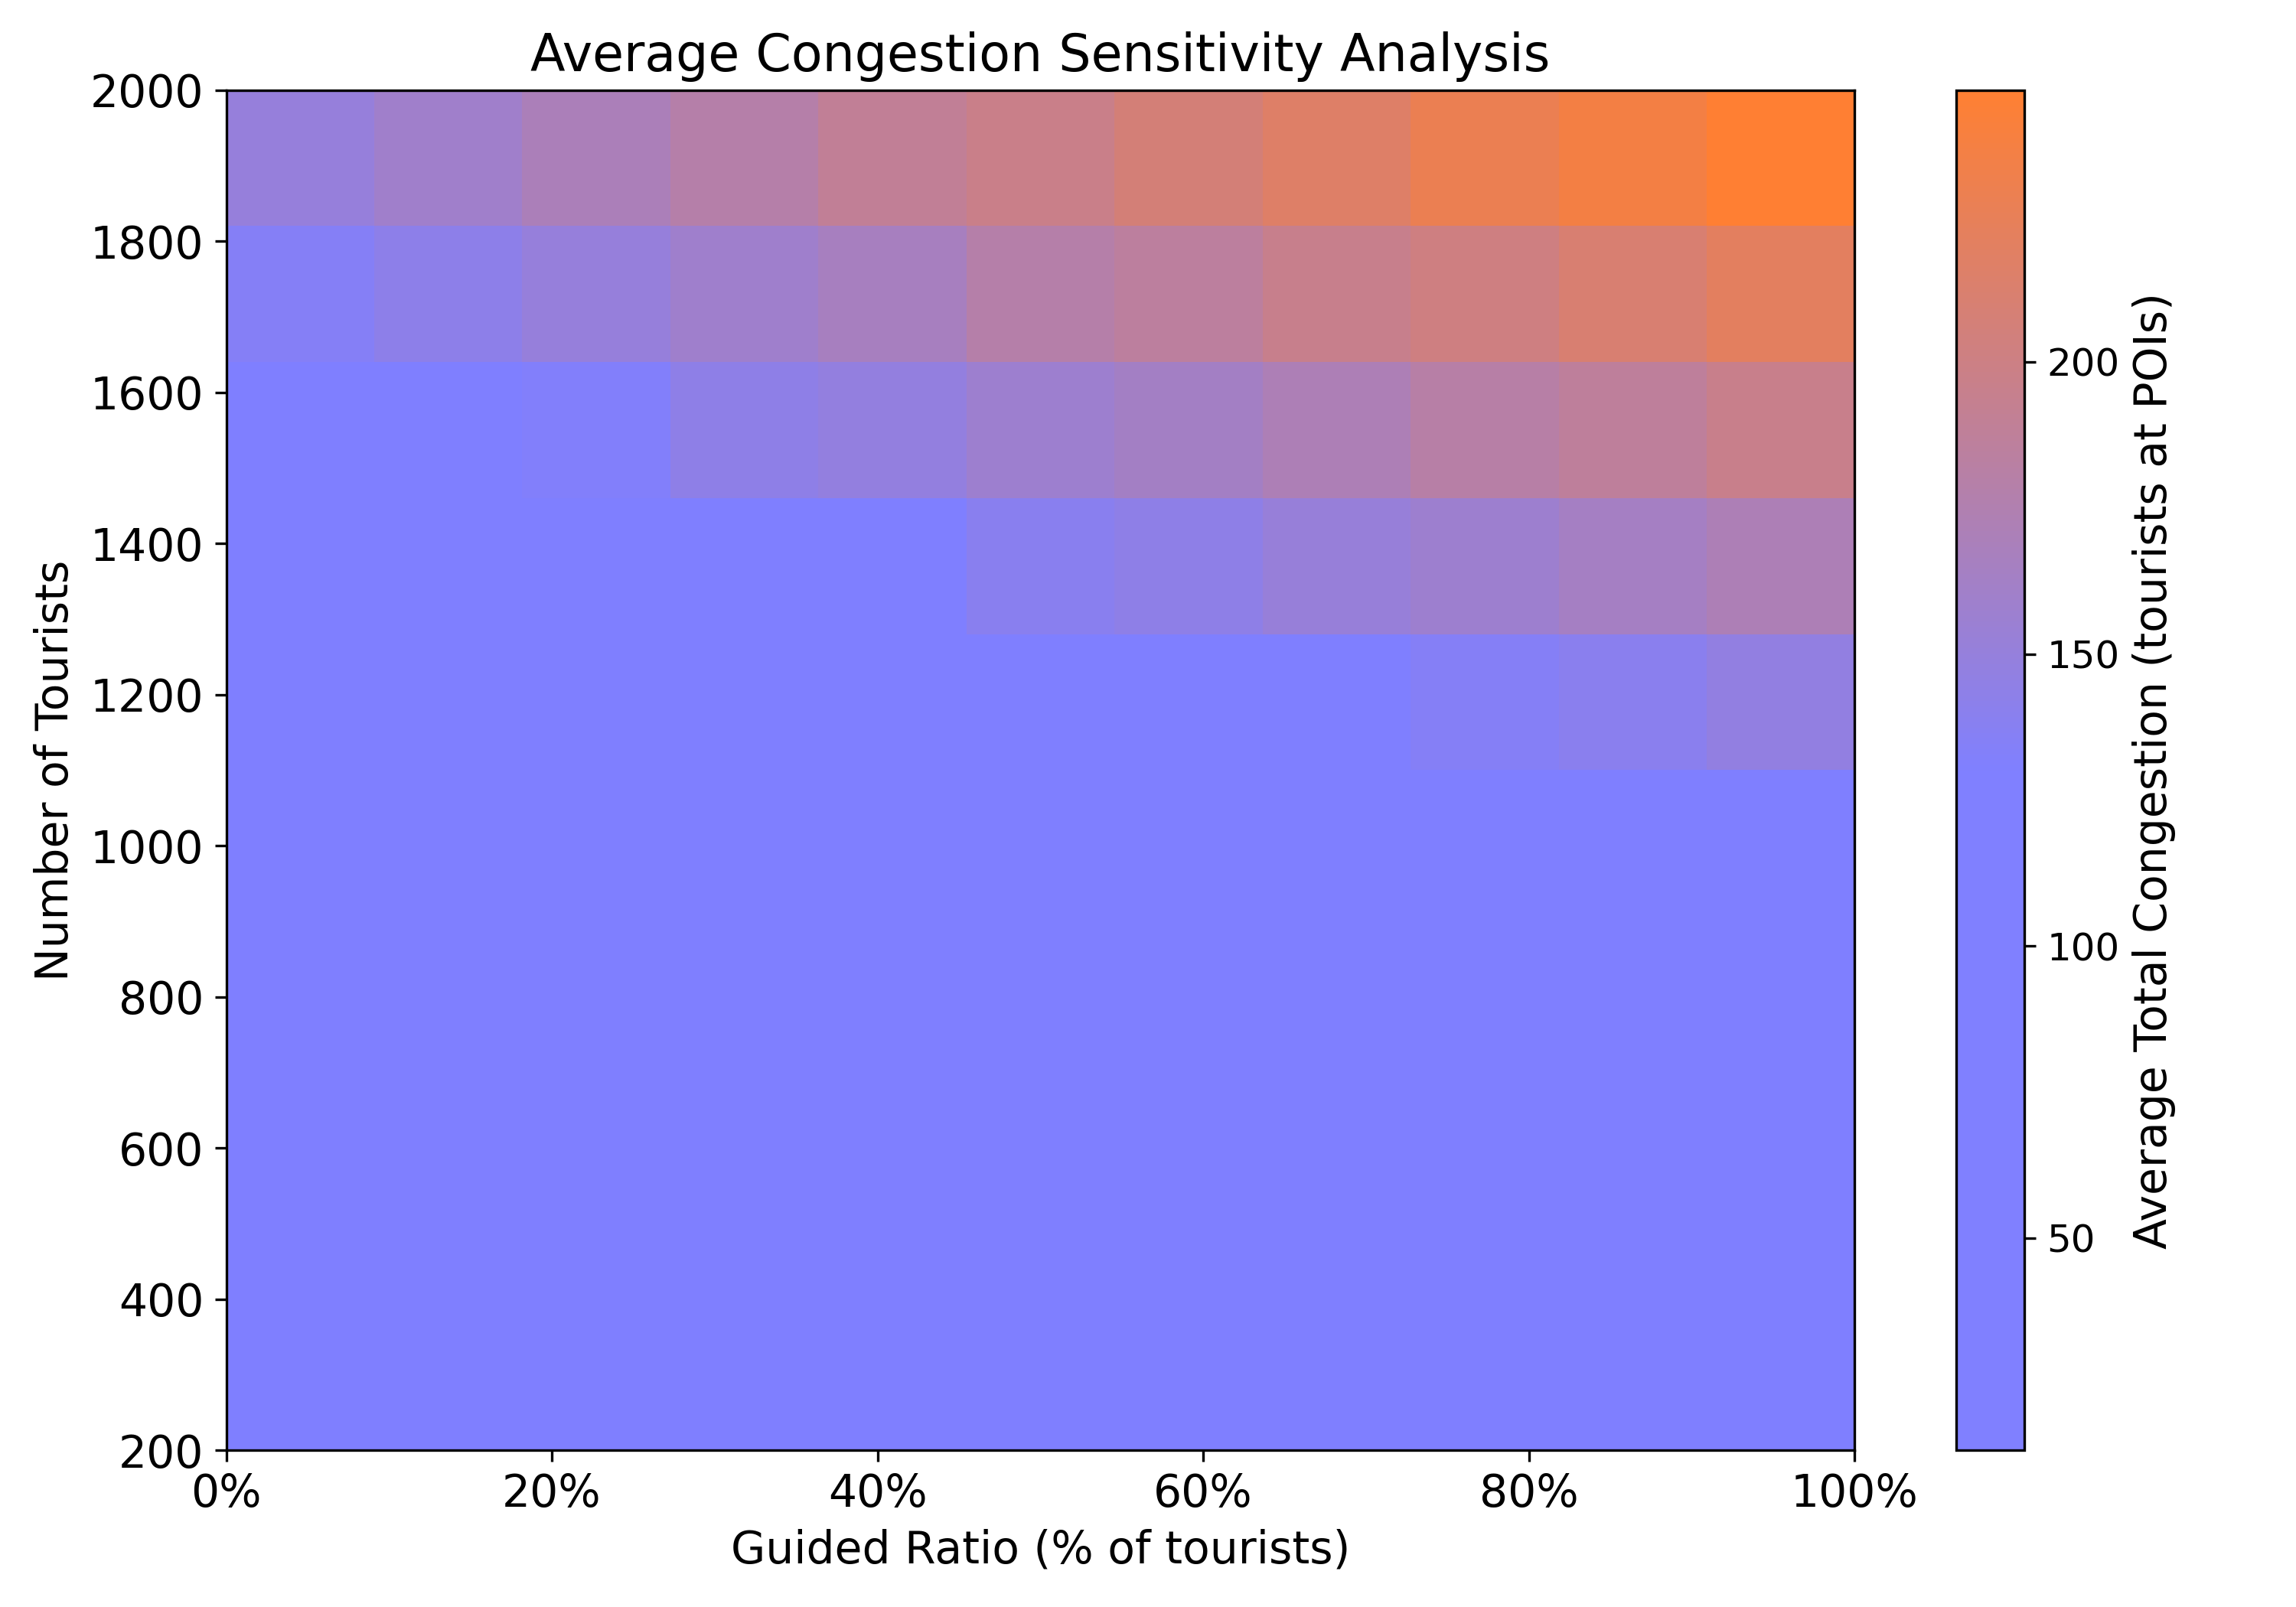 Average Congestion Sensitivity Analysis
2000
1800
1600
1400
1200
1000
800
600
400
200
Number of Tourists
0% 20% 40% 60% 80% 100%
Guided Ratio (% of tourists)
200
150
100
50
Average Total Congestion (tourists at POIs)